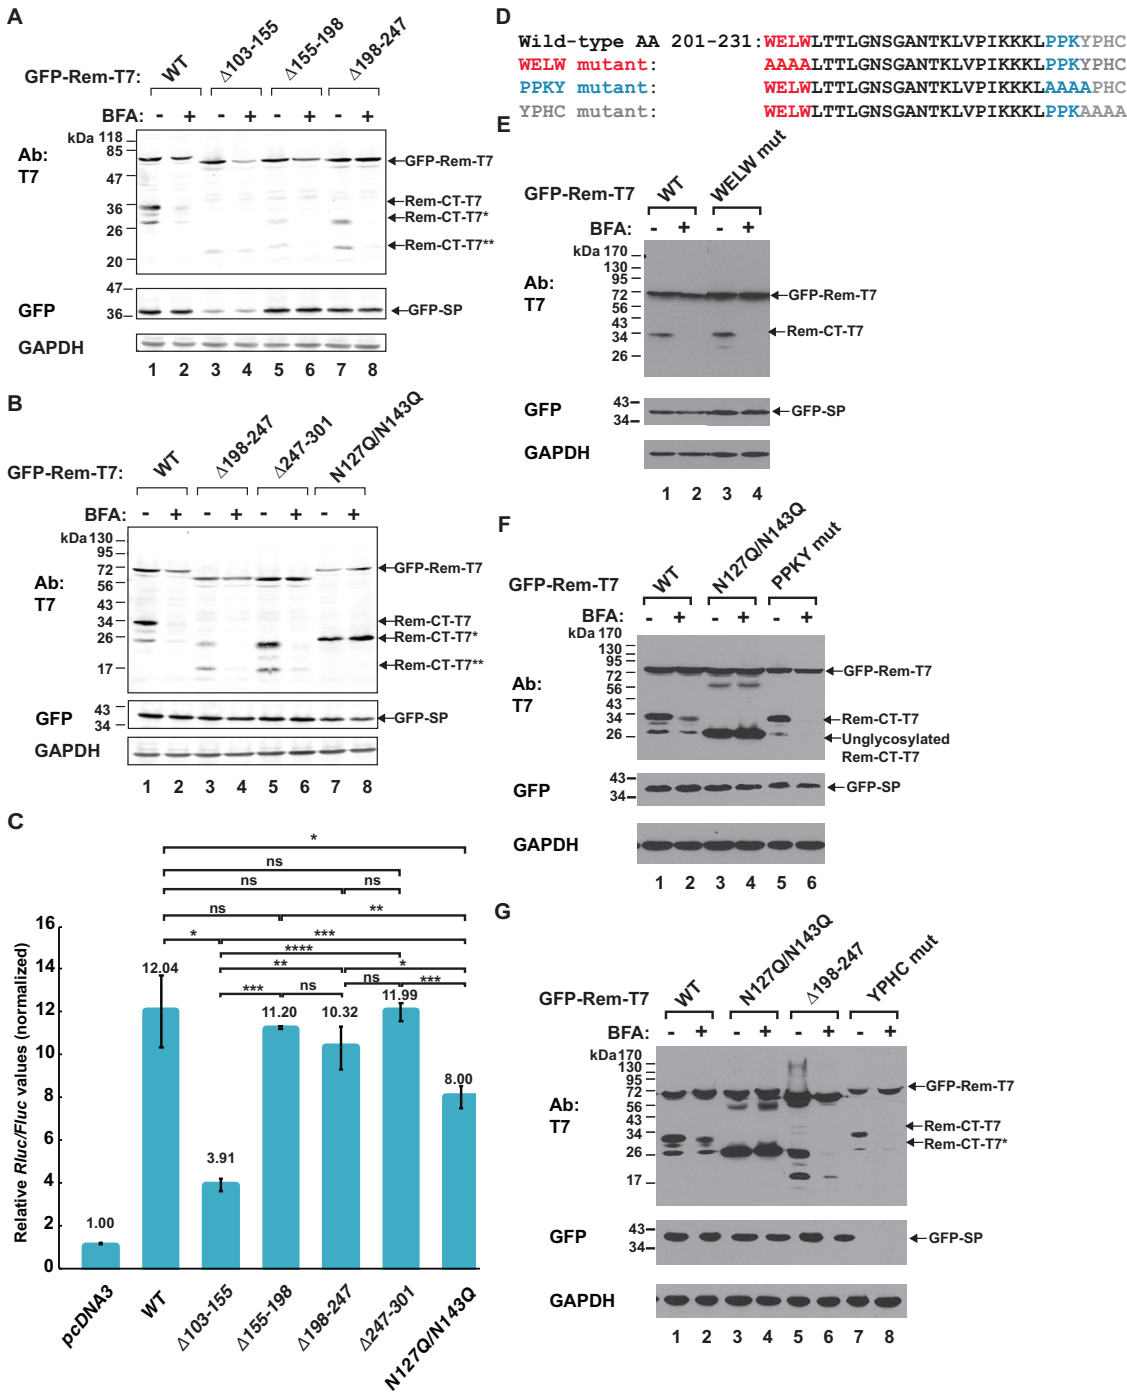 A
GFP-Rem-T7: WT Δ103-155 Δ155-198 Δ198-247
BFA: - + - + - + - +
kDa 118
85
47
36
26
20
Ab:
T7
GFP-Rem-T7
Rem-CT-T7
Rem-CT-T7*
Rem-CT-T7**
47
36
GFP
GFP-SP
GAPDH
1 2 3 4 5 6 7 8
B
GFP-Rem-T7: WT Δ198-247 Δ247-301 N127Q/N143Q
BFA: - + - + - + - +
kDa 130
95
72
56
43
34
26
17
Ab:
T7
GFP-Rem-T7
Rem-CT-T7
Rem-CT-T7*
Rem-CT-T7**
43
34
GFP
GFP-SP
GAPDH
1 2 3 4 5 6 7 8
C
*
ns
ns ns
ns **
* ***
****
** ns *
*** ns ***
Relative Rluc/Fluc values (normalized)
16
14
12
10
8
6
4
2
0
1.00
12.04
3.91
11.20
10.32
11.99
8.00
pcDNA3
WT
Δ103-155
Δ155-198
Δ198-247
Δ247-301
N127Q/N143Q
D
Wild-type AA 201-231: WELWLTTLGNSGANTKLVPIKKKLPPKYPHC
WELW mutant: AAAALTTLGNSGANTKLVPIKKKLPPKYPHC
PPKY mutant: WELWLTTLGNSGANTKLVPIKKKLAAAAPHC
YPHC mutant: WELWLTTLGNSGANTKLVPIKKKLPPKAAAA
E
GFP-Rem-T7 WT WELW mut
BFA: - + - +
kDa 170
130
95
72
56
43
34
26
Ab:
T7
GFP-Rem-T7
Rem-CT-T7
43
34
GFP
GFP-SP
GAPDH
1 2 3 4
F
GFP-Rem-T7: WT N127Q/N143Q PPKY mut
BFA: - + - + - +
kDa 170
130
95
72
56
43
34
26
Ab:
T7
GFP-Rem-T7
Rem-CT-T7
Unglycosylated
Rem-CT-T7
43
34
GFP
GFP-SP
GAPDH
1 2 3 4 5 6
G
GFP-Rem-T7: WT N127Q/N143Q Δ198-247 YPHC mut
BFA: - + - + - + - +
kDa 170
130
95
72
56
43
34
26
17
Ab:
T7
GFP-Rem-T7
Rem-CT-T7
Rem-CT-T7*
43
34
GFP
GFP-SP
GAPDH
1 2 3 4 5 6 7 8